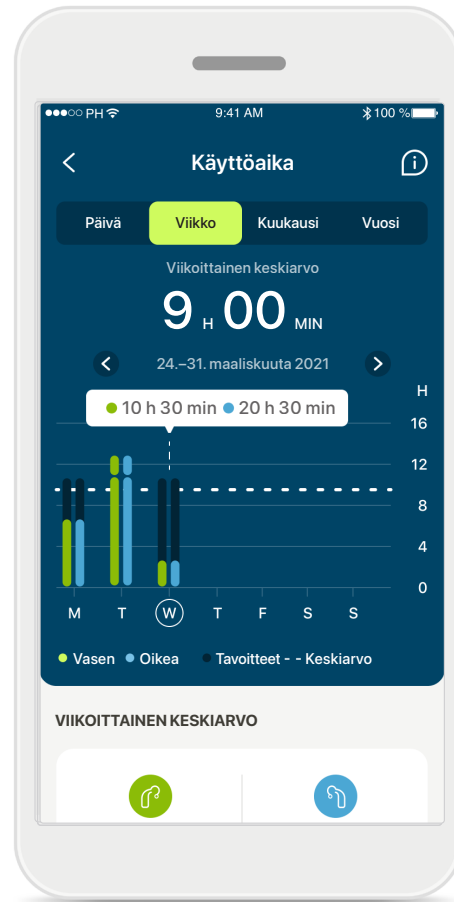 PH 9:41 AM 100 %
Käyttöaika
Päivä Viikko Kuukausi Vuosi
Viikoittainen keskiarvo
9 H 00 MIN
24.–31. maaliskuuta 2021
H
10 h 30 min 20 h 30 min
16
12
8
4
0
M T W T F S S
Vasen Oikea Tavoitteet - - Keskiarvo
VIIKOITTAINEN KESKIARVO